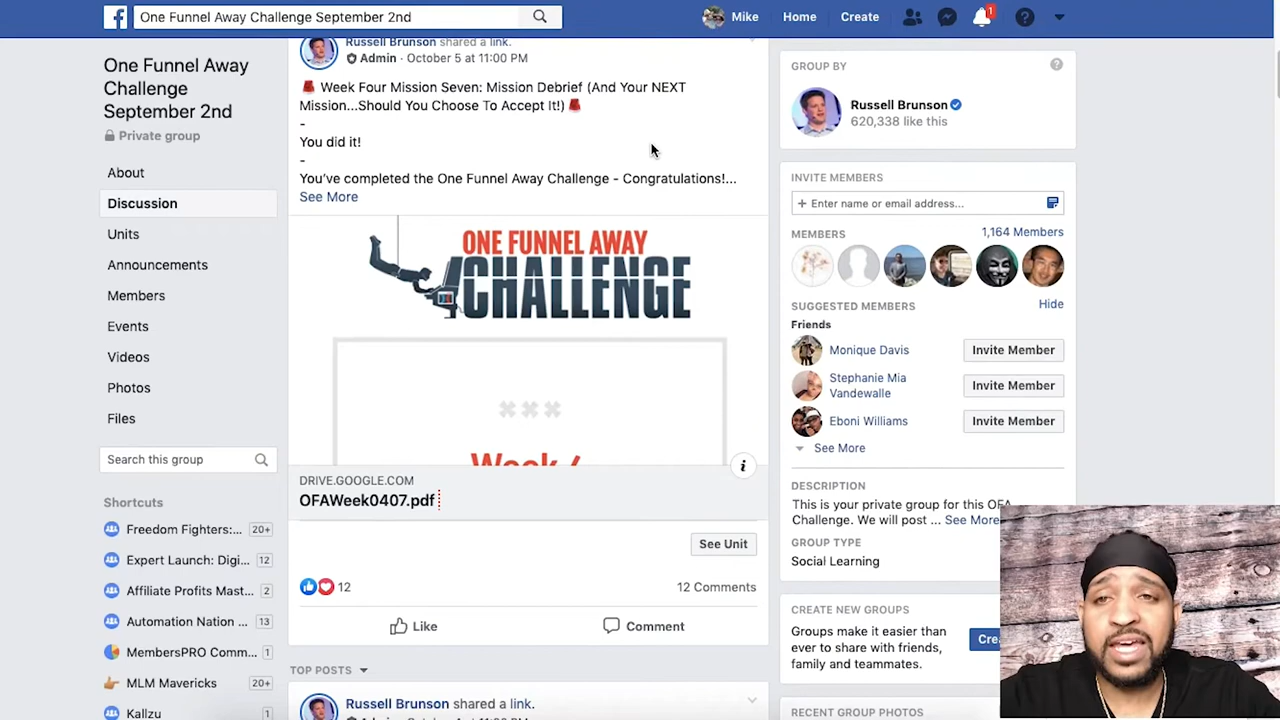 One Funnel Away Challenge September 2nd
Mike
Home
Create
1
One Funnel Away
Challenge
September 2nd
Private group
About
Discussion
Units
Announcements
Members
Events
Videos
Photos
Files
Search this group
Shortcuts
Freedom Fighters:... 20+
Expert Launch: Digi... 12
Affiliate Profits Mast... 2
Automation Nation ... 13
MembersPRO Comm... 1
MLM Mavericks 20+
Kallzu 1
Russell Brunson shared a link.
Admin · October 5 at 11:00 PM
Week Four Mission Seven: Mission Debrief (And Your NEXT
Mission...Should You Choose To Accept It!)
-
You did it!
-
You've completed the One Funnel Away Challenge - Congratulations!...
See More
ONE FUNNEL AWAY
CHALLENGE
Week
DRIVE.GOOGLE.COM
OFAWeek0407.pdf
See Unit
12
12 Comments
Like
Comment
TOP POSTS
Russell Brunson shared a link.
GROUP BY
Russell Brunson
620,338 like this
INVITE MEMBERS
+ Enter name or email address...
MEMBERS
1,164 Members
SUGGESTED MEMBERS
Hide
Friends
Monique Davis
Invite Member
Stephanie Mia
Vandewalle
Invite Member
Eboni Williams
Invite Member
See More
DESCRIPTION
This is your private group for this OFA
Challenge. We will post ... See More
GROUP TYPE
Social Learning
CREATE NEW GROUPS
Groups make it easier than
ever to share with friends,
family and teammates.
RECENT GROUP PHOTOS